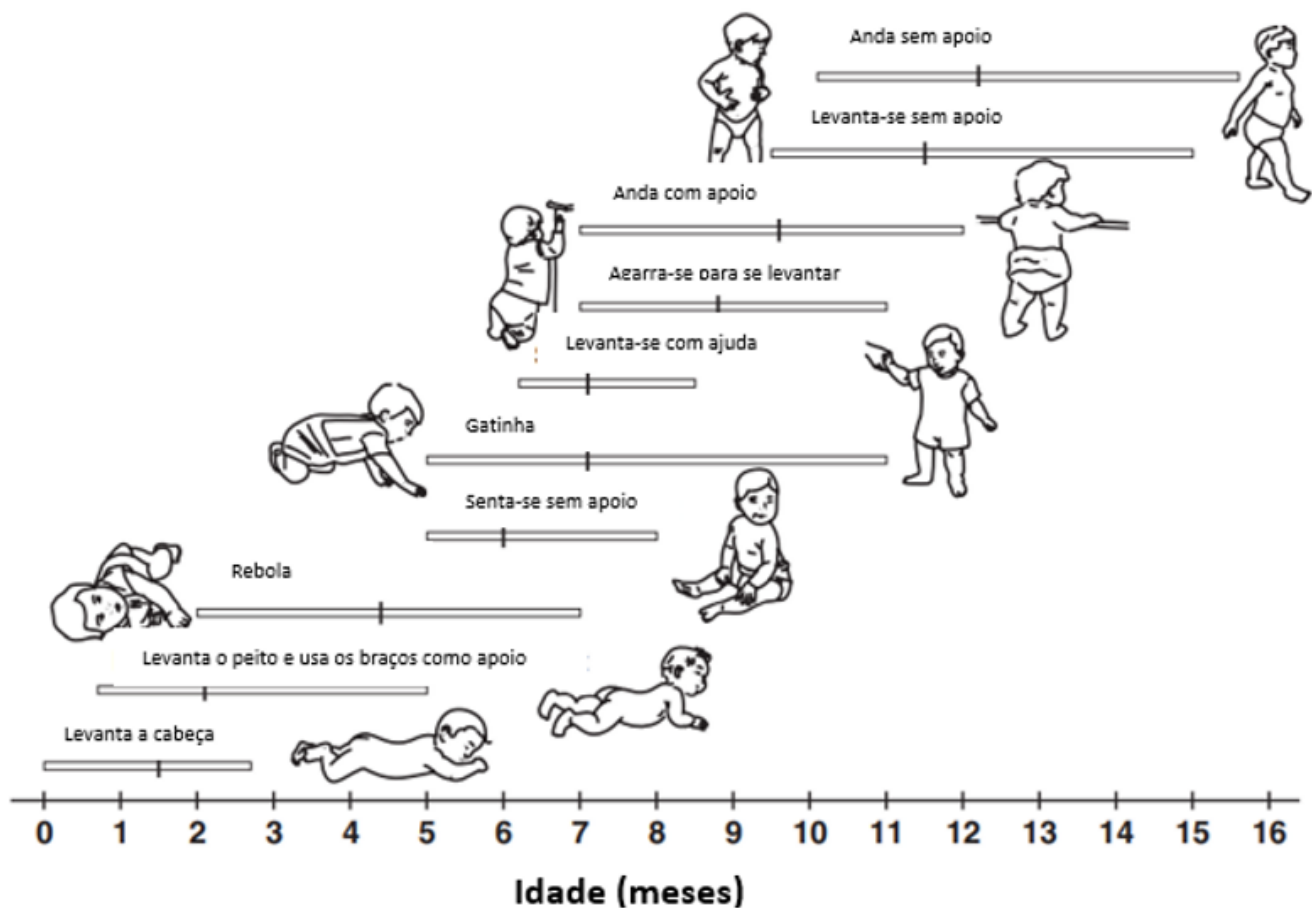 Anda sem apoio
Levanta-se sem apoio
Anda com apoio
Agarra-se para se levantar
Levanta-se com ajuda
Gatinha
Senta-se sem apoio
Rebola
Levanta o peito e usa os braços como apoio
Levanta a cabeça
0 1 2 3 4 5 6 7 8 9 10 11 12 13 14 15 16
Idade (meses)